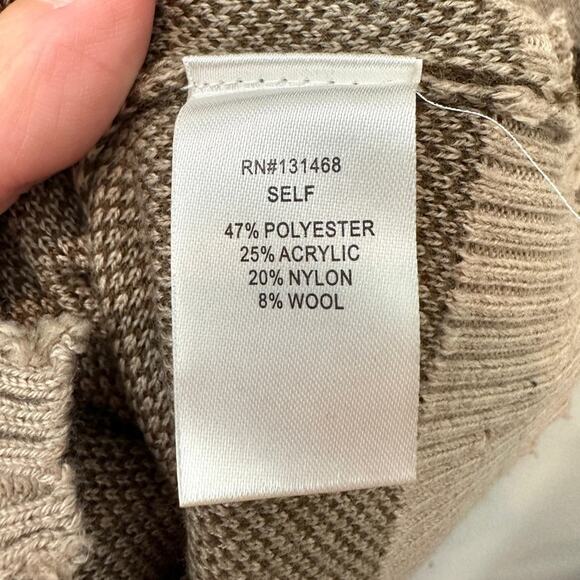 RN#131468
SELF
47% POLYESTER
25% ACRYLIC
20% NYLON
8% WOOL